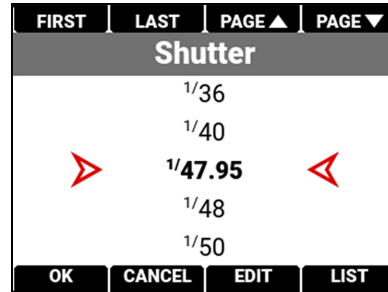 FIRST LAST PAGE▲ PAGE▼
Shutter
1/36
1/40
1/47.95
1/48
1/50
OK CANCEL EDIT LIST